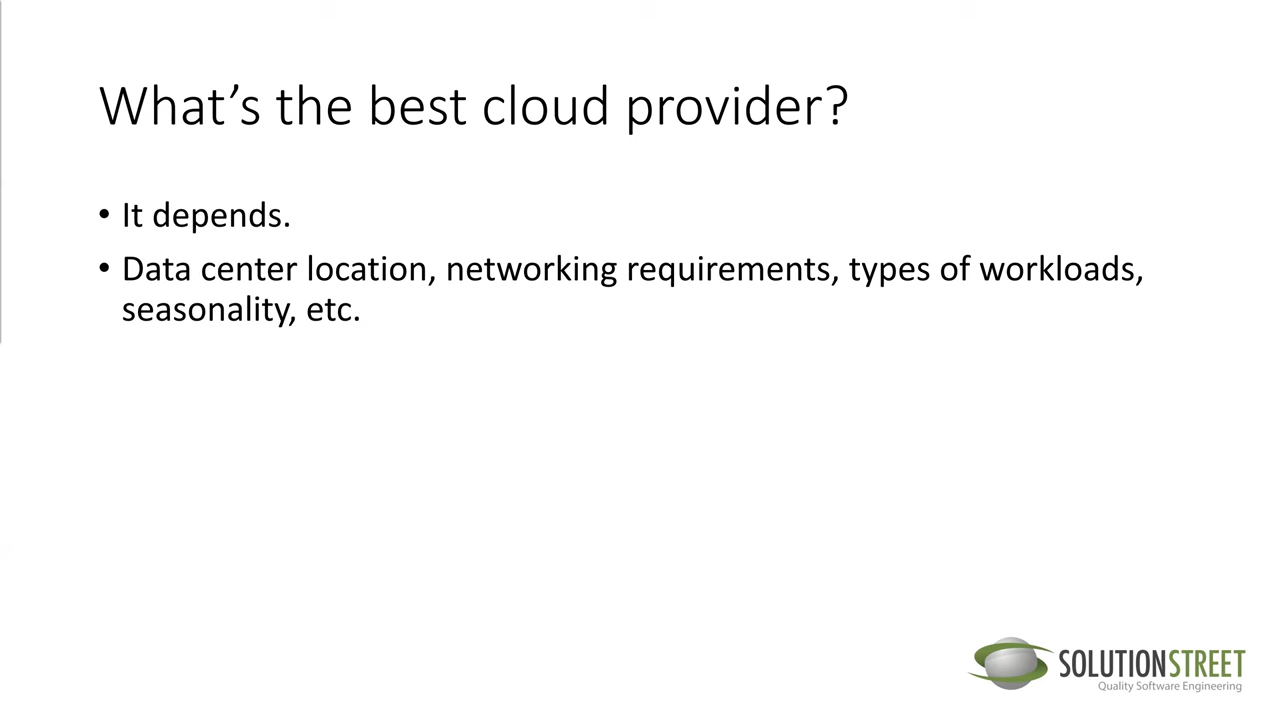 What’s the best cloud provider?
• It depends.
• Data center location, networking requirements, types of workloads,
seasonality, etc.
SOLUTIONSTREET
Quality Software Engineering